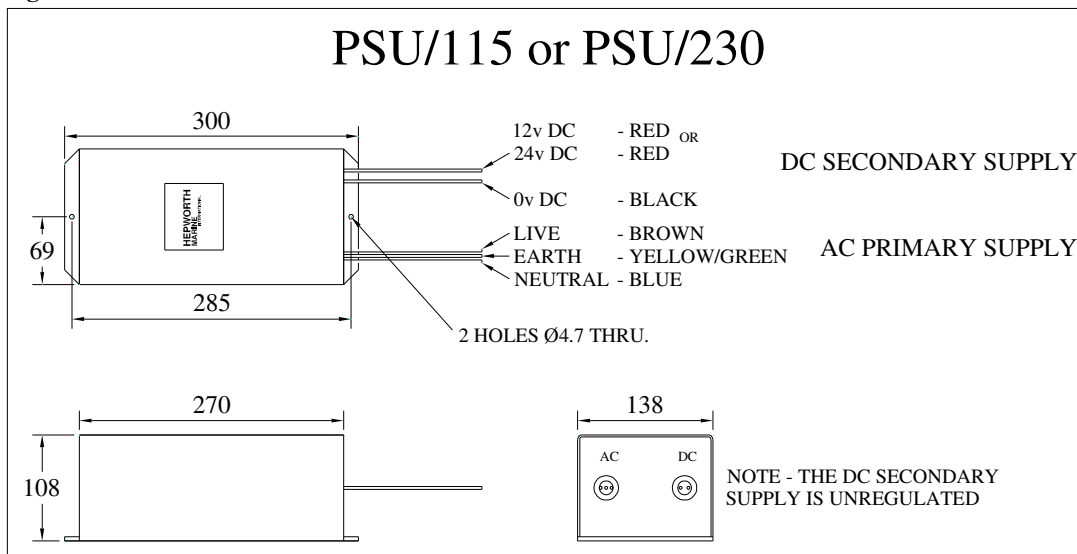 PSU/115 or PSU/230
300
12v DC - RED OR
24v DC - RED
DC SECONDARY SUPPLY
0v DC - BLACK
LIVE - BROWN
EARTH - YELLOW/GREEN
AC PRIMARY SUPPLY
NEUTRAL - BLUE
HEPWORTH
MARINE
INTERNATIONAL
69
285
2 HOLES Ø4.7 THRU.
270
138
108
AC DC
NOTE - THE DC SECONDARY
SUPPLY IS UNREGULATED